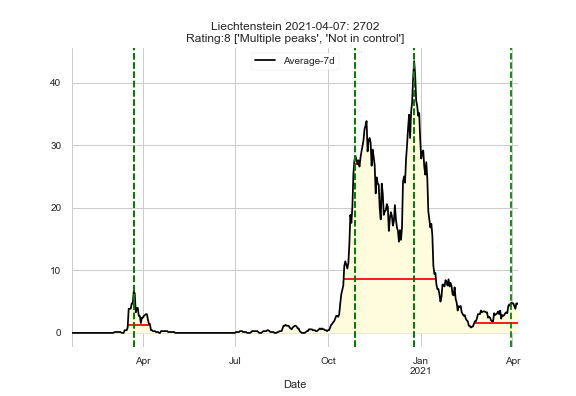 Liechtenstein 2021-04-07: 2702
Rating:8 ['Multiple peaks', 'Not in control']
Average-7d
40
30
20
10
0
Apr
Jul
Oct
Jan
2021
Apr
Date